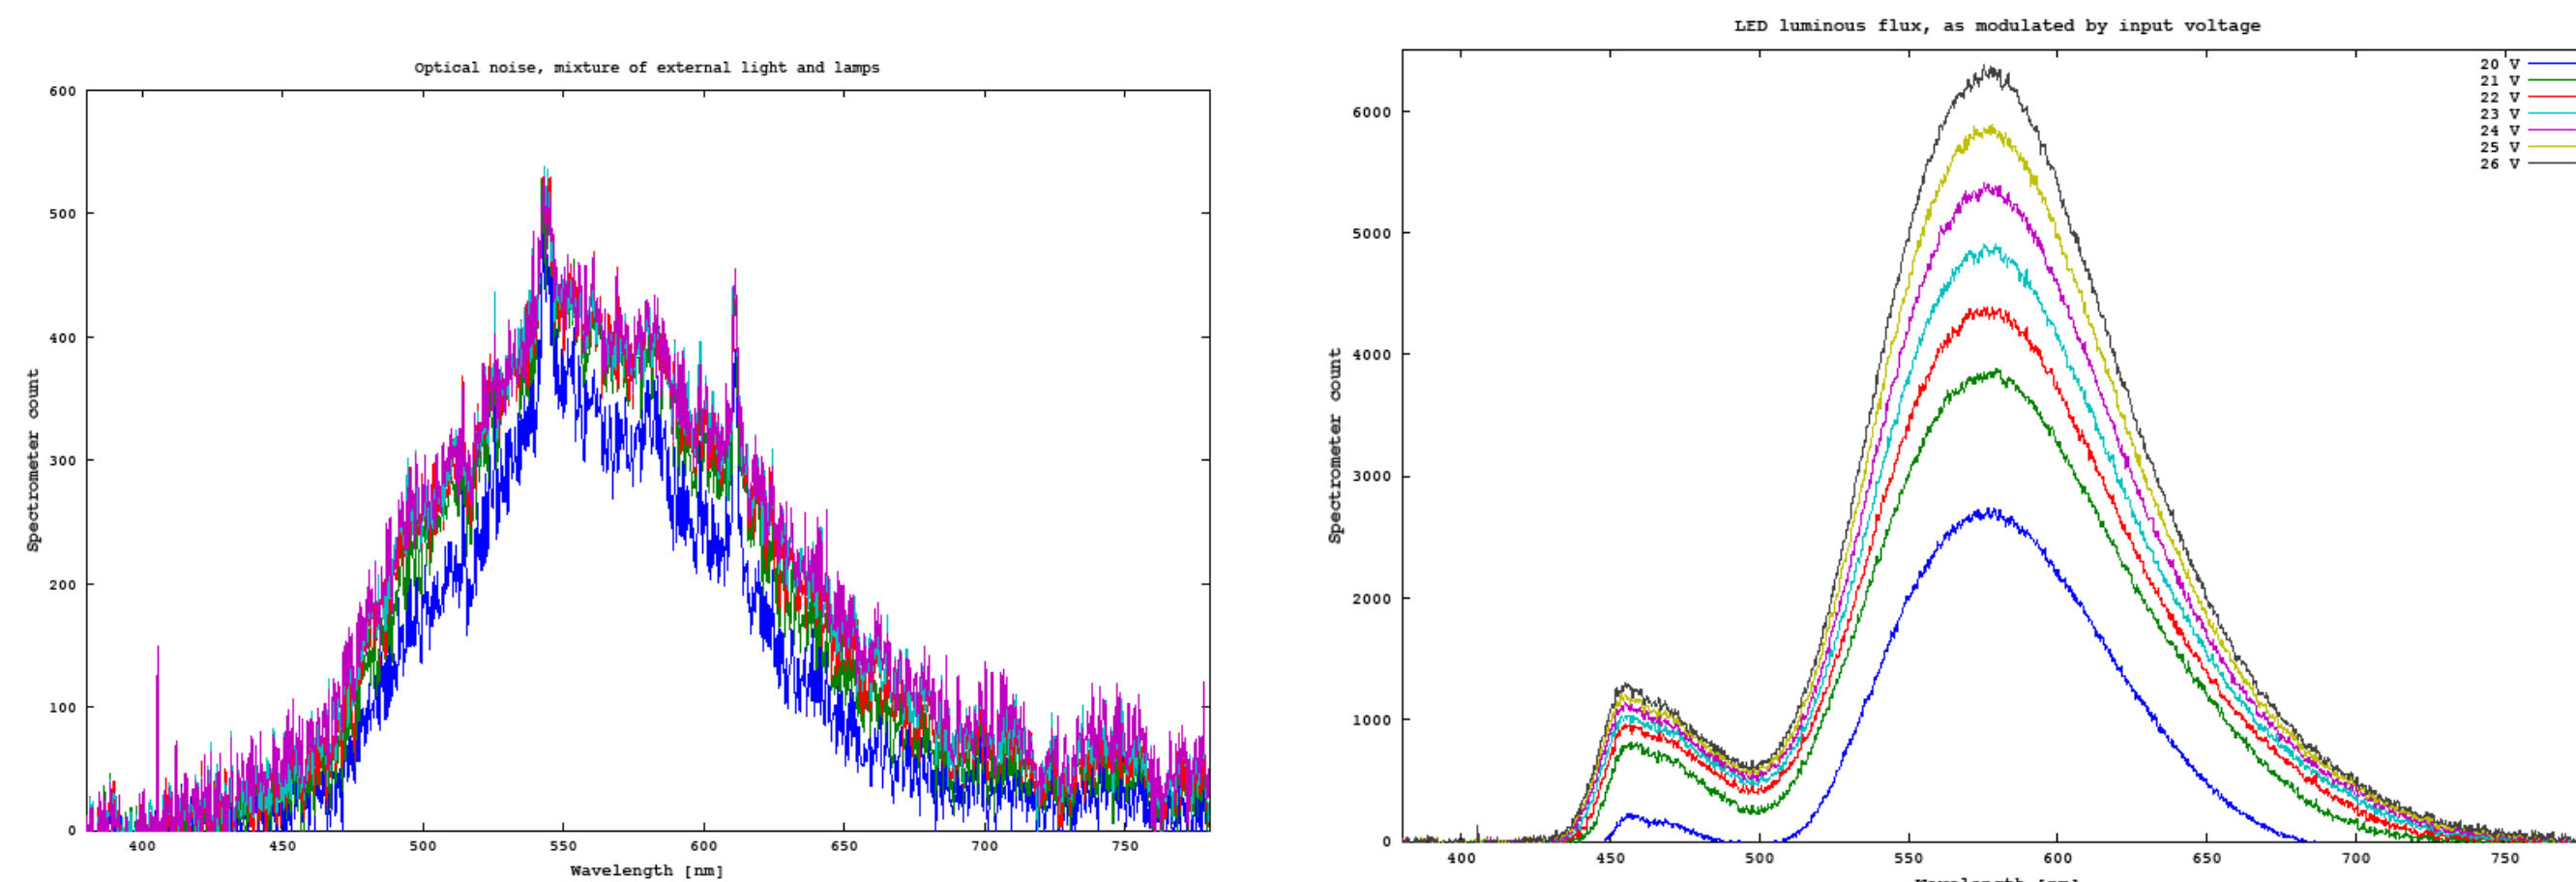 Optical noise, mixture of external light and lamps
600
500
400
300
200
100
0
Spectrometer count
400 450 500 550 600 650 700 750
Wavelength [nm]
LED luminous flux, as modulated by input voltage
20 V
21 V
22 V
23 V
24 V
25 V
26 V
6000
5000
4000
3000
2000
1000
0
Spectrometer count
400 450 500 550 600 650 700 750